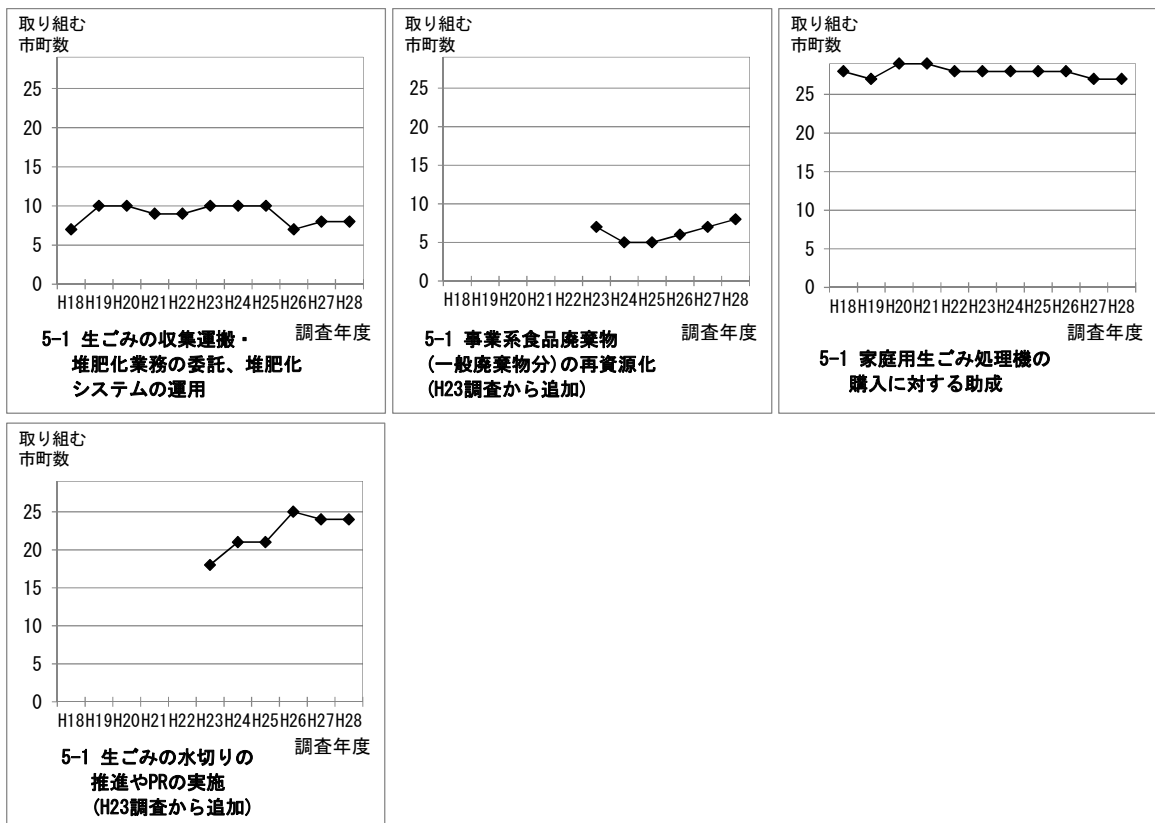 取り組む
市町数
25
20
15
10
5
0
H18H19H20H21H22H23H24H25H26H27H28
調査年度
5-1 生ごみの収集運搬・
堆肥化業務の委託、堆肥化
システムの運用
取り組む
市町数
25
20
15
10
5
0
H18H19H20H21H22H23H24H25H26H27H28
調査年度
5-1 事業系食品廃棄物
(一般廃棄物分)の再資源化
(H23調査から追加)
取り組む
市町数
25
20
15
10
5
0
H18H19H20H21H22H23H24H25H26H27H28
調査年度
5-1 家庭用生ごみ処理機の
購入に対する助成
取り組む
市町数
25
20
15
10
5
0
H18H19H20H21H22H23H24H25H26H27H28
調査年度
5-1 生ごみの水切りの
推進やPRの実施
(H23調査から追加)